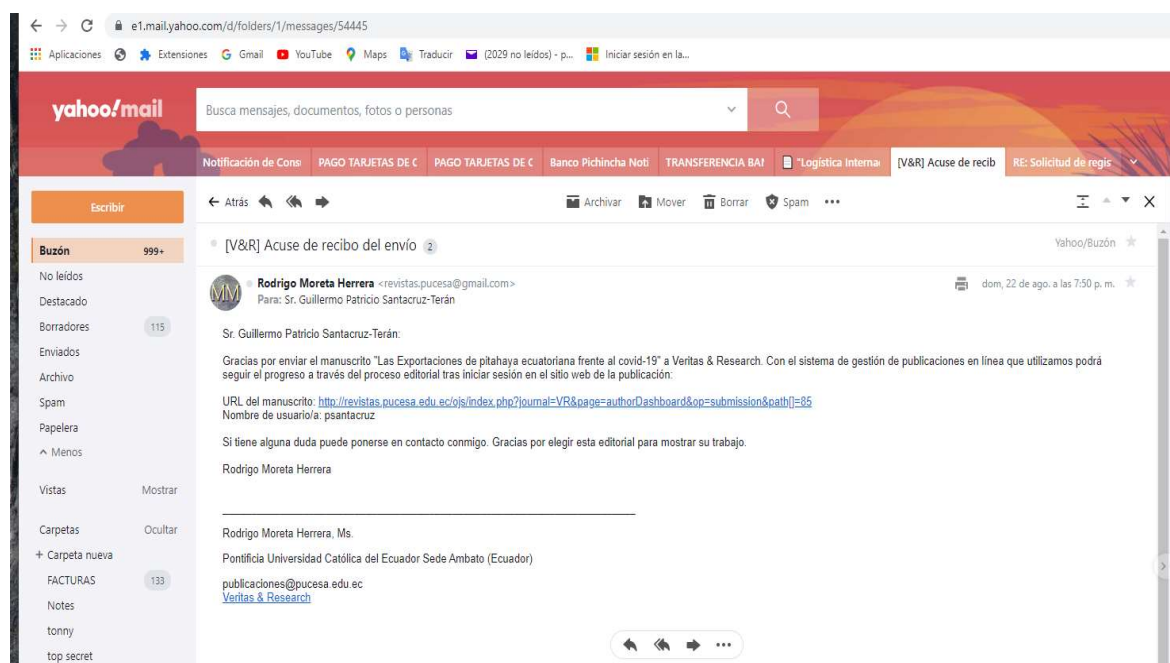 e1.mail.yahoo.com/d/folders/1/messages/54445
Aplicaciones Extensiones Gmail YouTube Maps Traducir (2029 no leídos) - p... Iniciar sesión en la...
yahoo!mail
Busca mensajes, documentos, fotos o personas
Notificación de Consu PAGO TARJETAS DE C PAGO TARJETAS DE C Banco Pichincha Noti TRANSFERENCIA BAN "Logística Internac [V&R] Acuse de recib RE: Solicitud de regis
Escribir
Atrás Archivar Mover Borrar Spam
Buzón 999+
No leídos
Destacado
Borradores 115
Enviados
Archivo
Spam
Papelera
Menos
Vistas Mostrar
Carpetas Ocultar
+ Carpeta nueva
FACTURAS 133
Notes
tonny
top secret
[V&R] Acuse de recibo del envío 2
Yahoo/Buzón
MM
Rodrigo Moreta Herrera <revistas.pucesa@gmail.com>
Para: Sr. Guillermo Patricio Santacruz-Terán
dom, 22 de ago. a las 7:50 p. m.
Sr. Guillermo Patricio Santacruz-Terán:
Gracias por enviar el manuscrito "Las Exportaciones de pitahaya ecuatoriana frente al covid-19" a Veritas & Research. Con el sistema de gestión de publicaciones en línea que utilizamos podrá
seguir el progreso a través del proceso editorial tras iniciar sesión en el sitio web de la publicación:
URL del manuscrito: http://revistas.pucesa.edu.ec/ojs/index.php?journal=VR&page=authorDashboard&op=submission&path[]=85
Nombre de usuario/a: psantacruz
Si tiene alguna duda puede ponerse en contacto conmigo. Gracias por elegir esta editorial para mostrar su trabajo.
Rodrigo Moreta Herrera
Rodrigo Moreta Herrera, Ms.
Pontificia Universidad Católica del Ecuador Sede Ambato (Ecuador)
publicaciones@pucesa.edu.ec
Veritas & Research